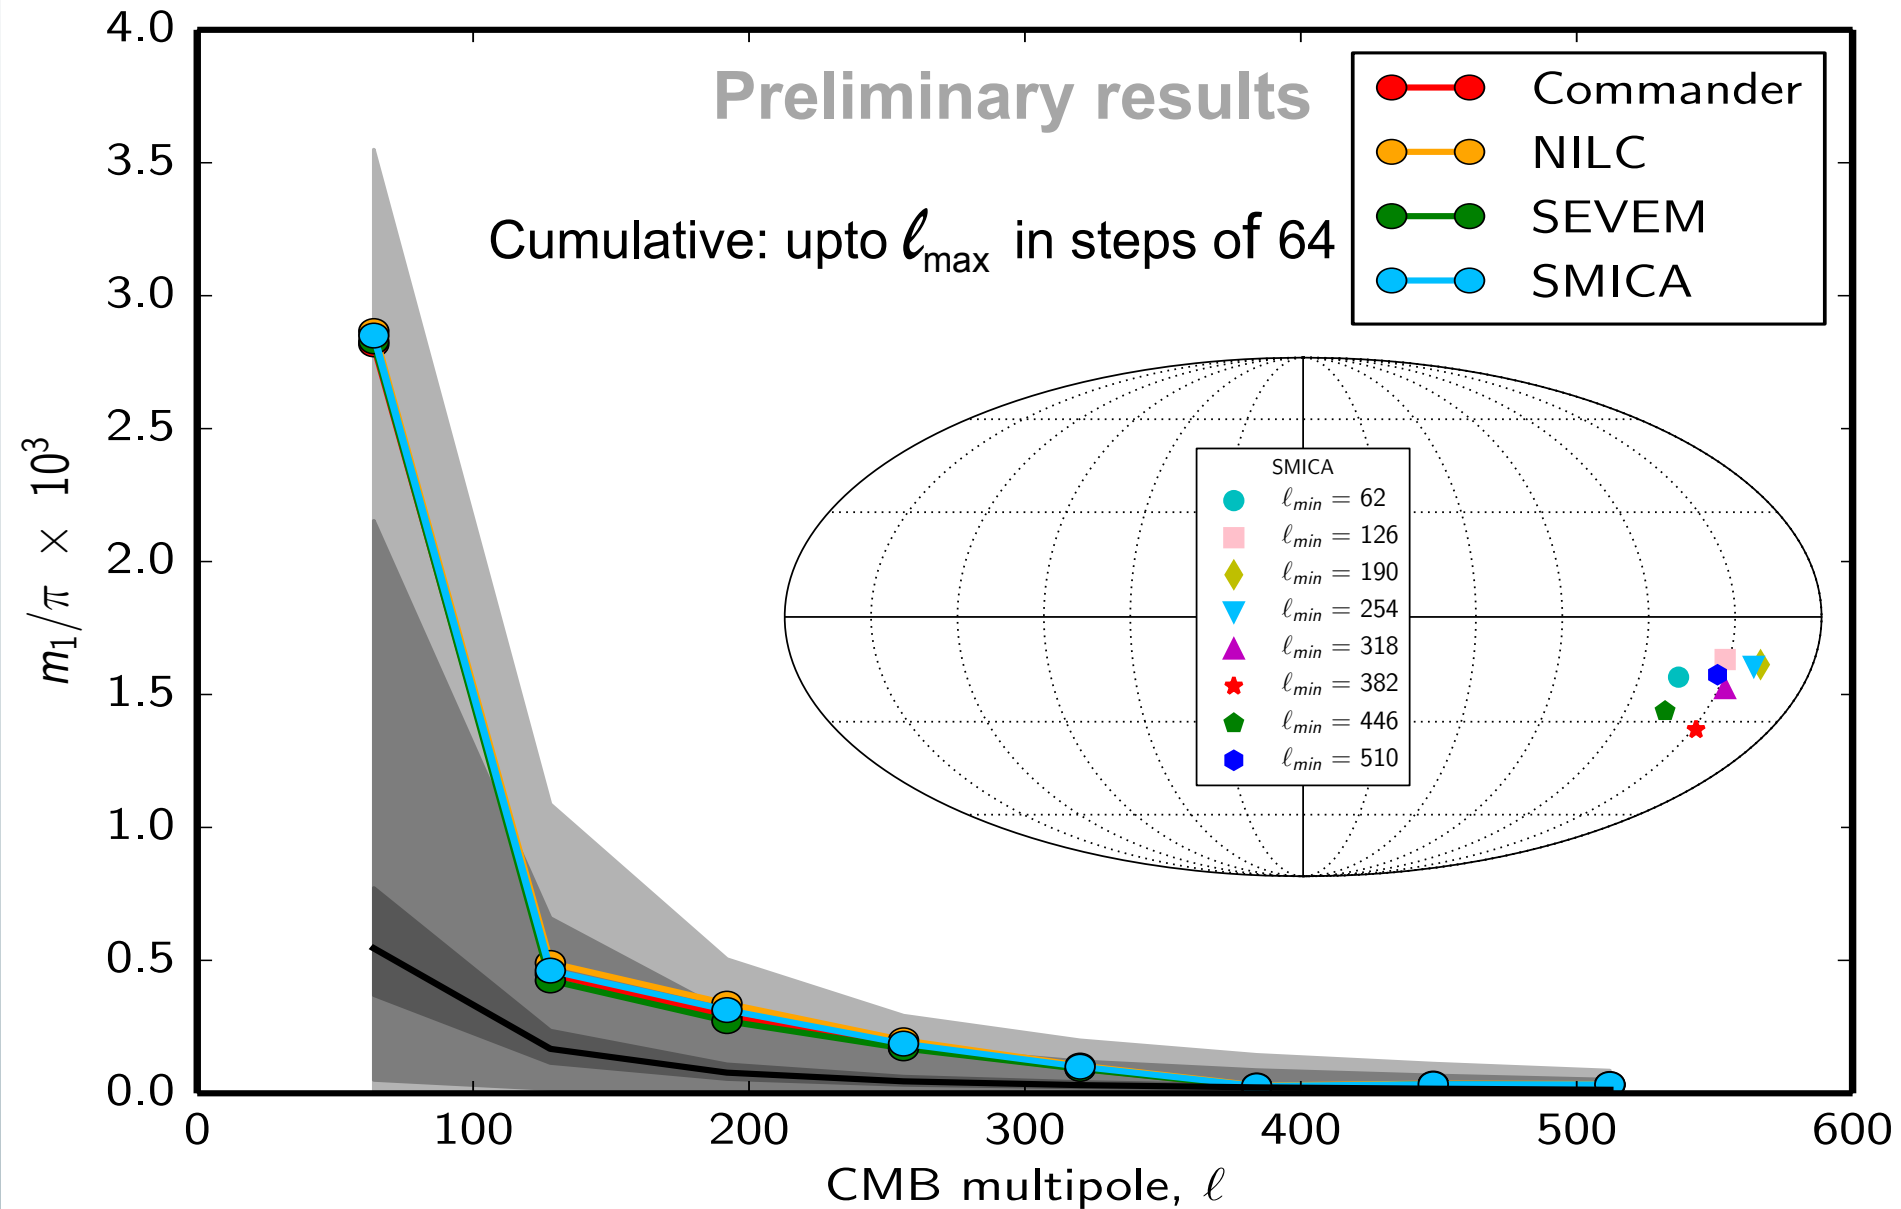 Preliminary results
Cumulative: upto ℓmax in steps of 64
Commander
NILC
SEVEM
SMICA
4.0
3.5
3.0
2.5
2.0
1.5
1.0
0.5
0.0
m₁/π × 10³
SMICA
ℓmin = 62
ℓmin = 126
ℓmin = 190
ℓmin = 254
ℓmin = 318
ℓmin = 382
ℓmin = 446
ℓmin = 510
0 100 200 300 400 500 600
CMB multipole, ℓ